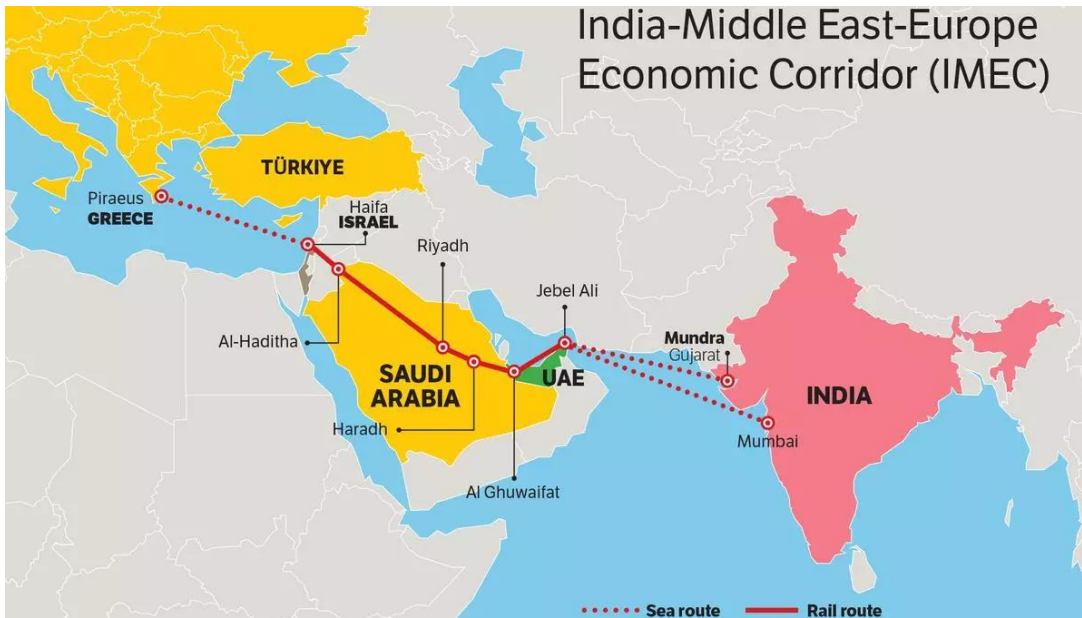 India-Middle East-Europe
Economic Corridor (IMEC)
TÜRKIYE
Piraeus
GREECE
Haifa
ISRAEL
Riyadh
Jebel Ali
Al-Haditha
Mundra
Gujarat
SAUDI
ARABIA
UAE
INDIA
Haradh
Mumbai
Al Ghuwaifat
Sea route
Rail route